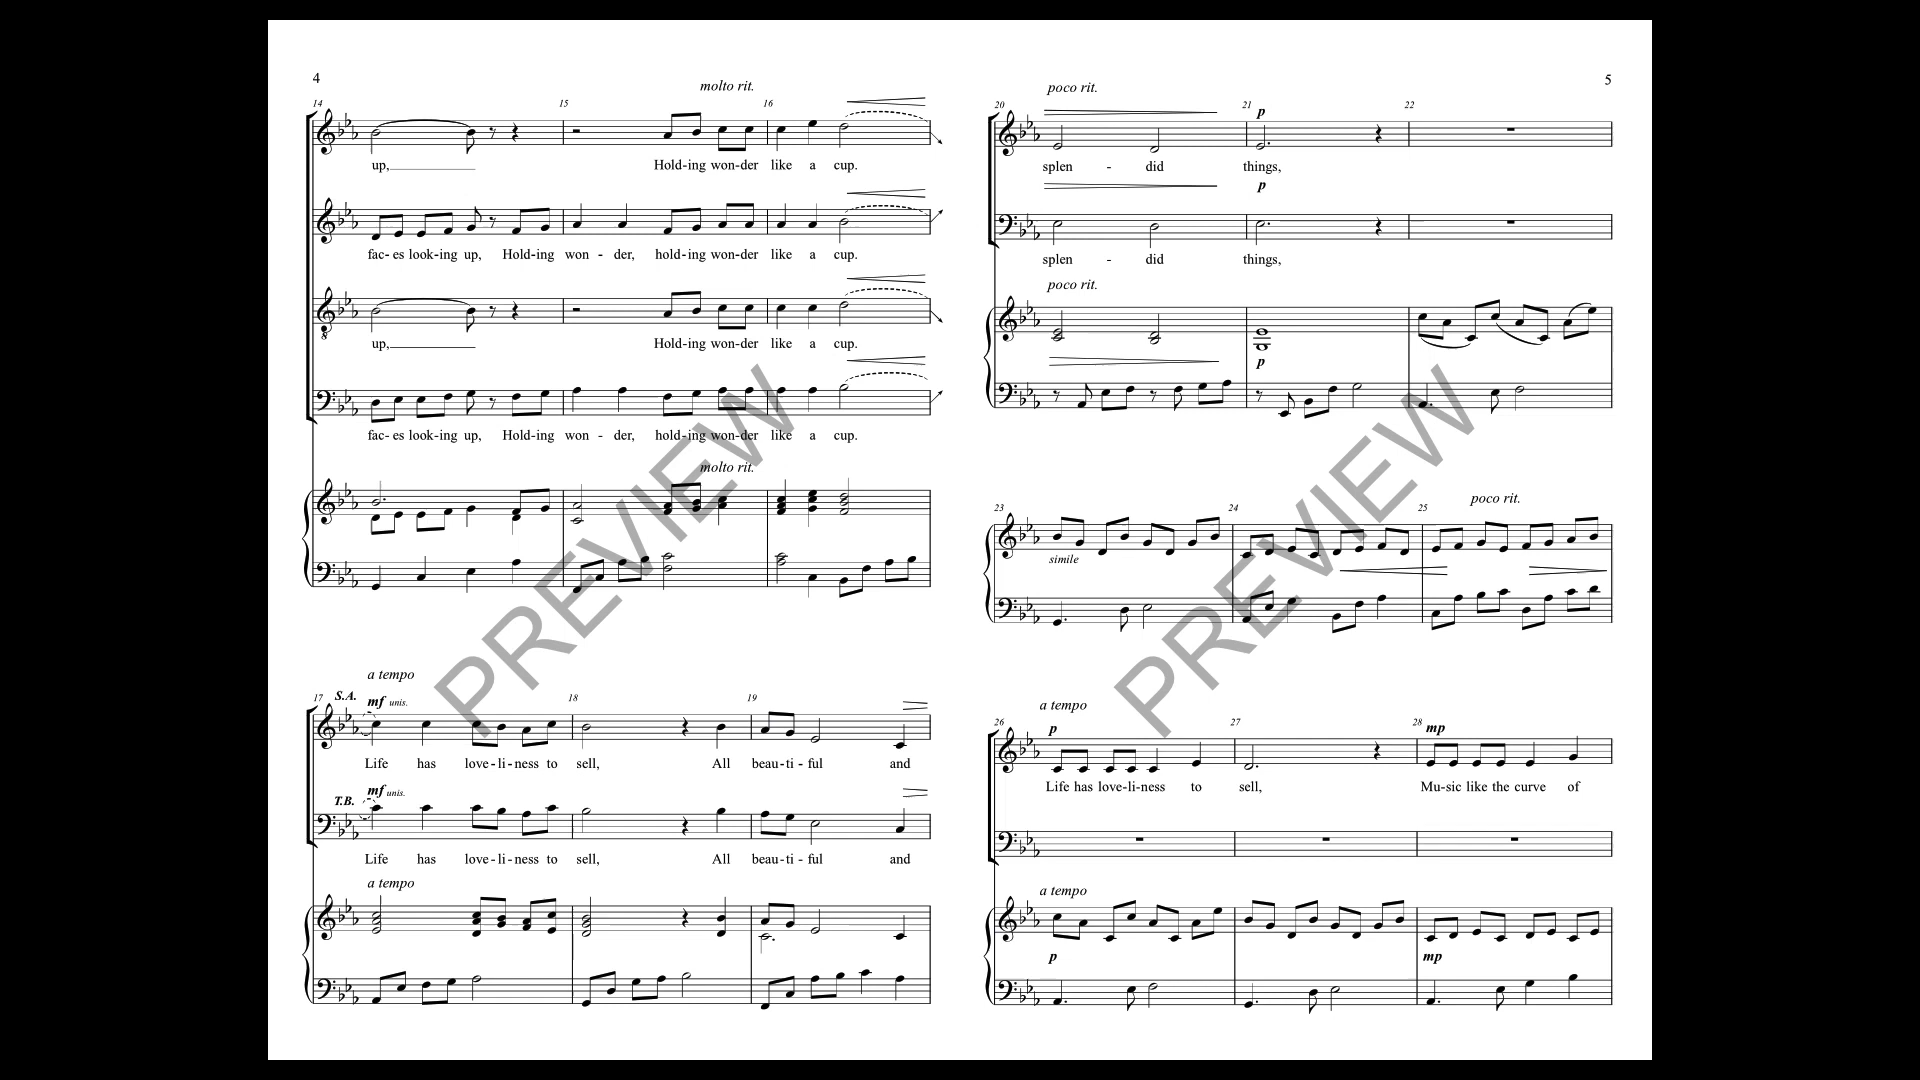 4
molto rit.
14 15 16
up, Hold-ing won-der like a cup.
fac- es look-ing up, Hold-ing won - der, hold-ing won-der like a cup.
up, Hold-ing won-der like a cup.
fac- es look-ing up, Hold-ing won - der, hold-ing won-der like a cup.
molto rit.
a tempo
17 S.A. mf unis. 18 19
Life has love-li-ness to sell, All beau-ti-ful and
T.B. mf unis.
Life has love-li-ness to sell, All beau-ti-ful and
a tempo
PREVIEW
5
poco rit.
20 21 p 22
splen - did things,
p
splen - did things,
poco rit.
p
23 24 25 poco rit.
simile
a tempo
26 p 27 28 mp
Life has love-li-ness to sell, Mu-sic like the curve of
a tempo
p mp
PREVIEW